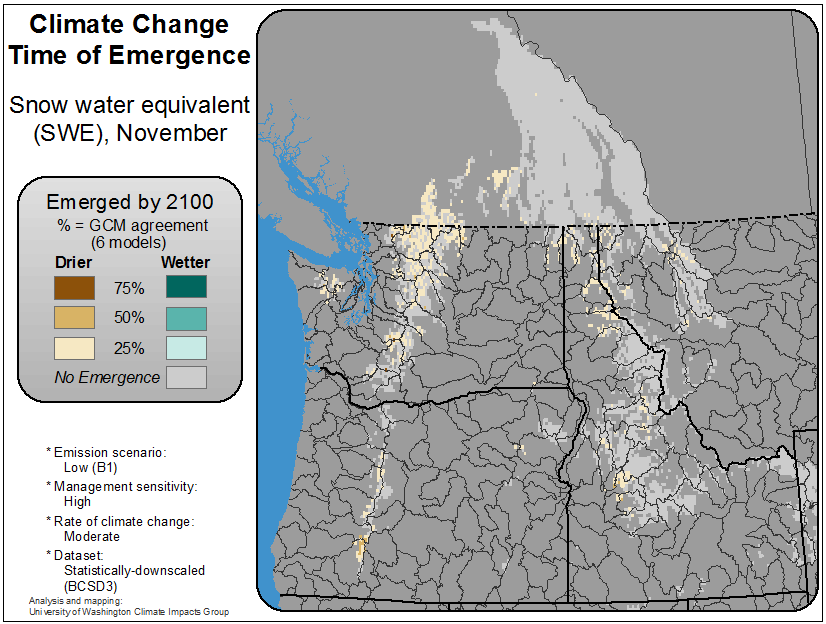 Climate Change
Time of Emergence
Snow water equivalent
(SWE), November
Emerged by 2100
% = GCM agreement
(6 models)
Drier Wetter
75%
50%
25%
No Emergence
* Emission scenario:
Low (B1)
* Management sensitivity:
High
* Rate of climate change:
Moderate
* Dataset:
Statistically-downscaled
(BCSD3)
Analysis and mapping:
University of Washington Climate Impacts Group